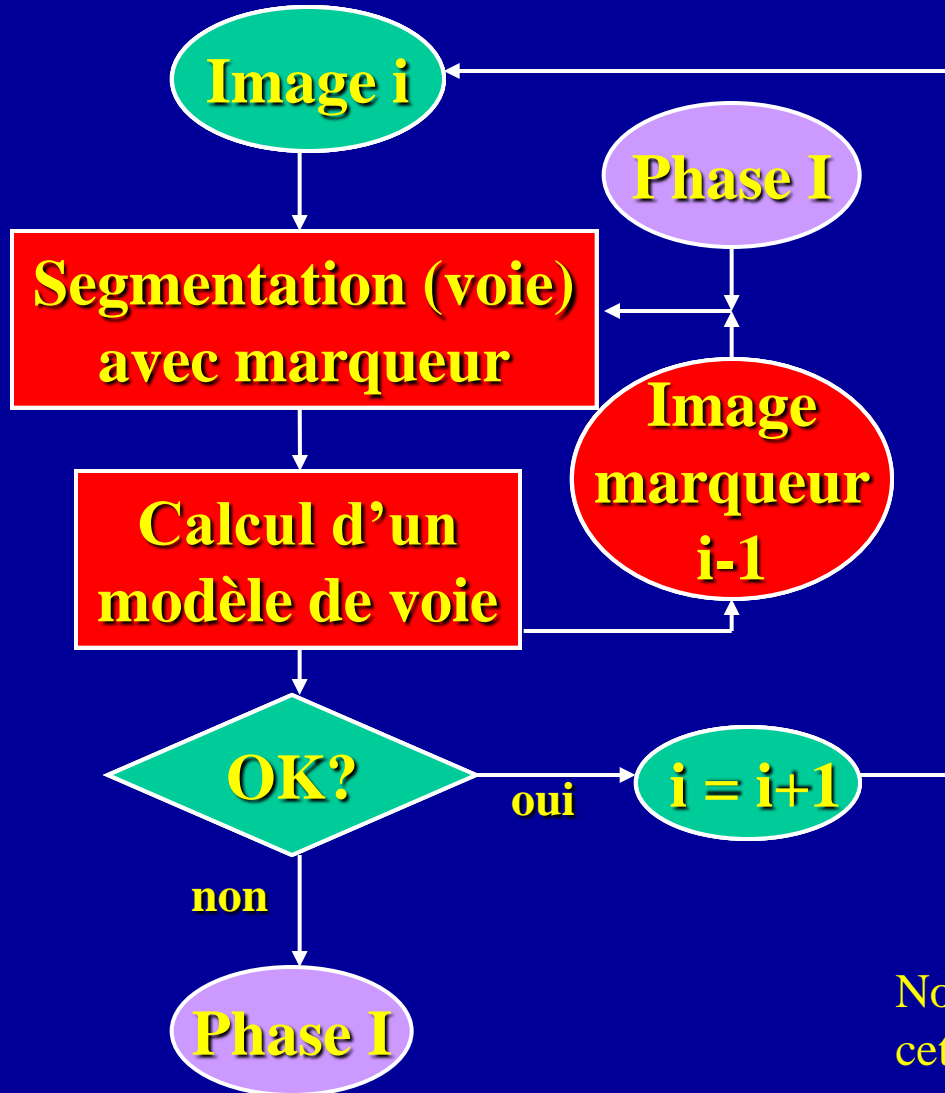 Image i
Phase I
Segmentation (voie)
avec marqueur
Image
marqueur
i-1
Calcul d’un
modèle de voie
OK?
oui
i = i+1
non
Phase I